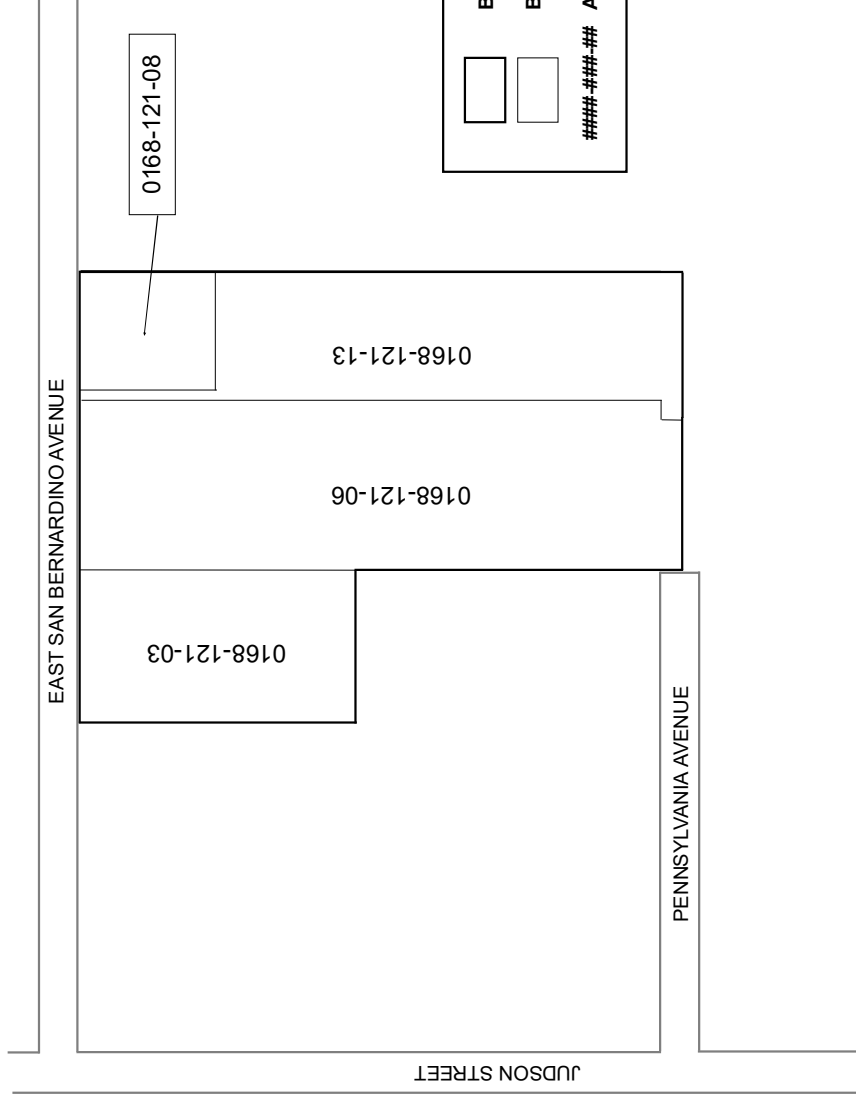 EAST SAN BERNARDINO AVENUE
0168-121-08
0168-121-13
0168-121-06
0168-121-03
PENNSYLVANIA AVENUE
JUDSON STREET
B
B
####-###-## A